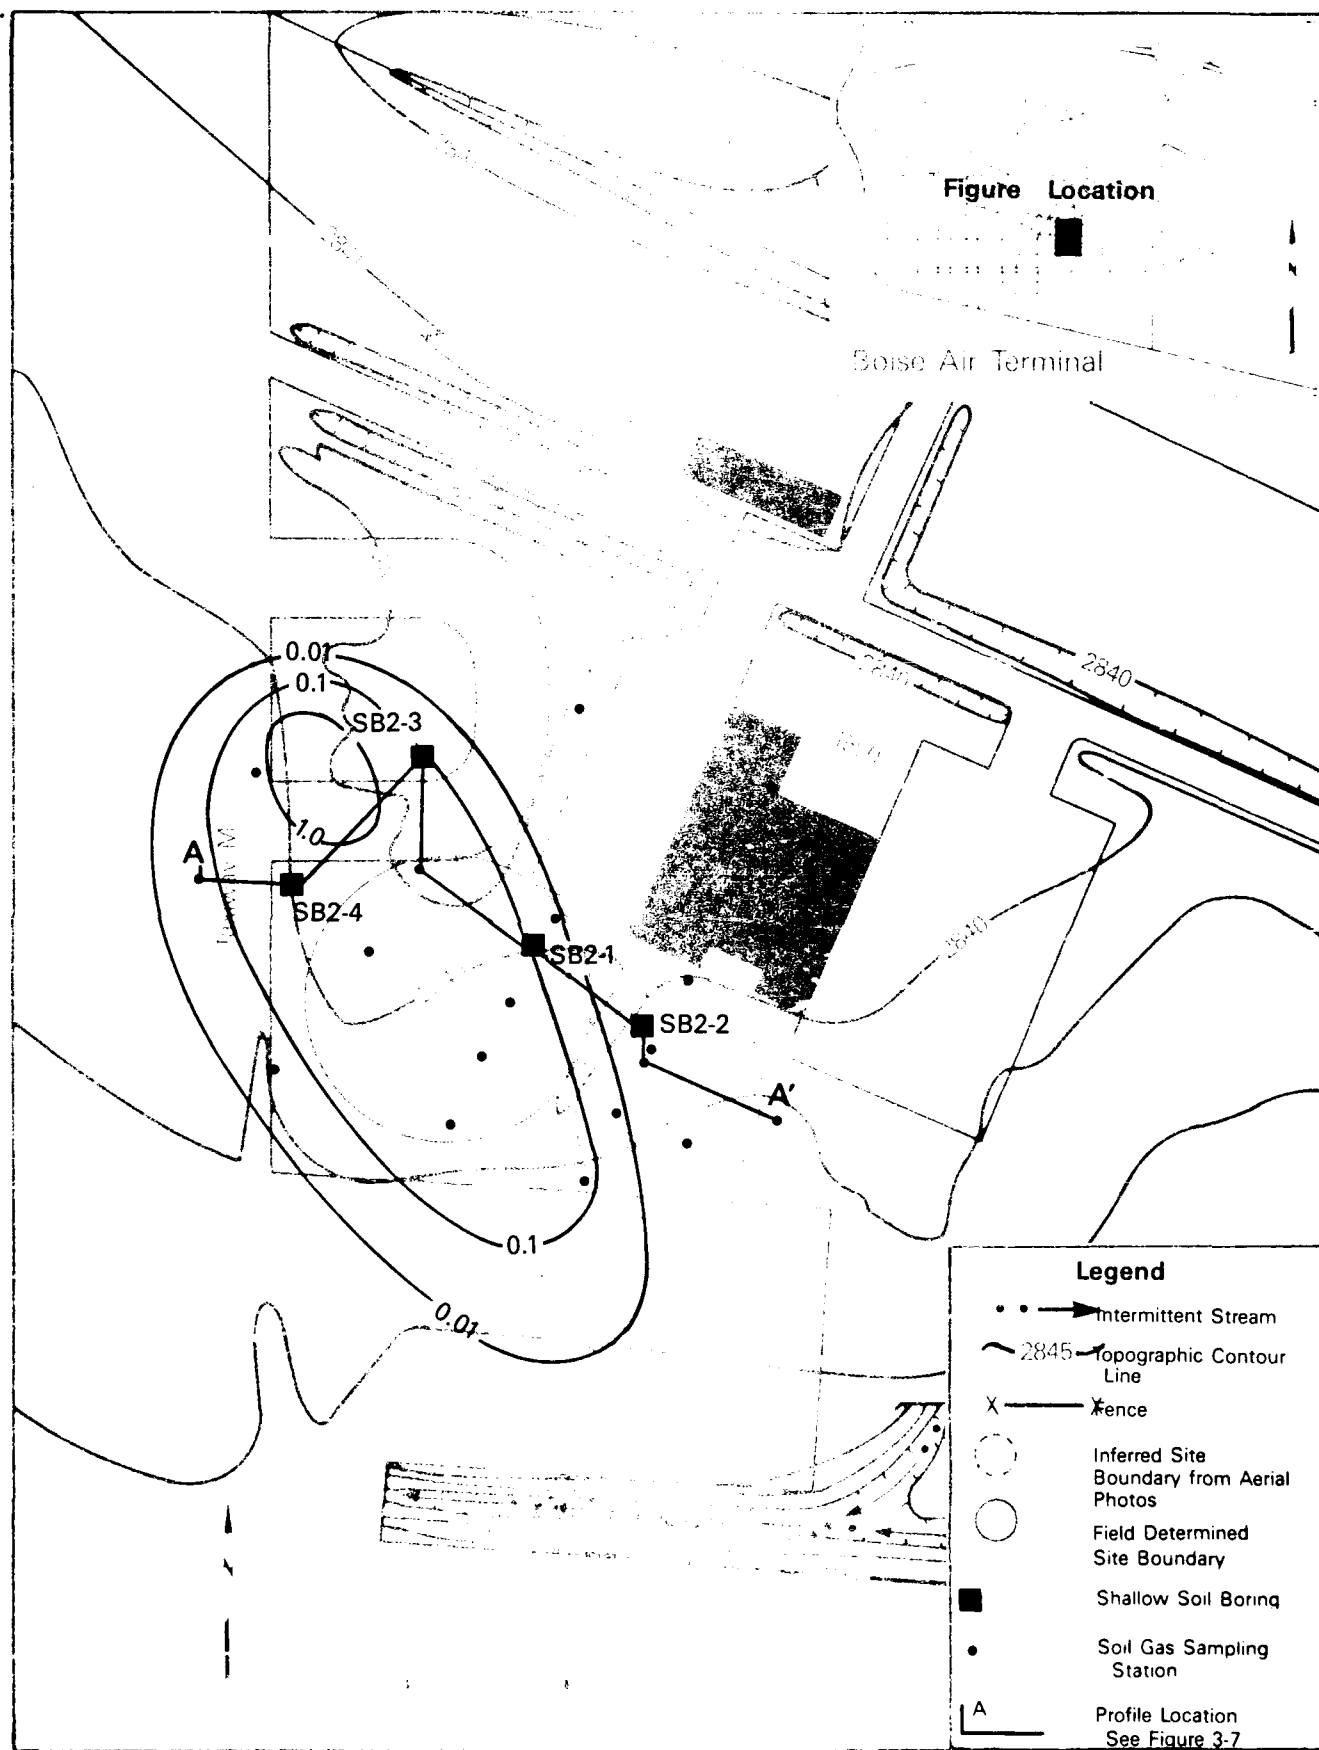 Figure Location
Boise Air Terminal
2840
2840
2840
0.01
0.1
SB2-3
1.0
A
SB2-4
SB2-1
SB2-2
A'
0.1
0.01
Legend
Intermittent Stream
2845
Topographic Contour
Line
X X
Fence
Inferred Site
Boundary from Aerial
Photos
Field Determined
Site Boundary
Shallow Soil Boring
Soil Gas Sampling
Station
A
Profile Location
See Figure 3-7